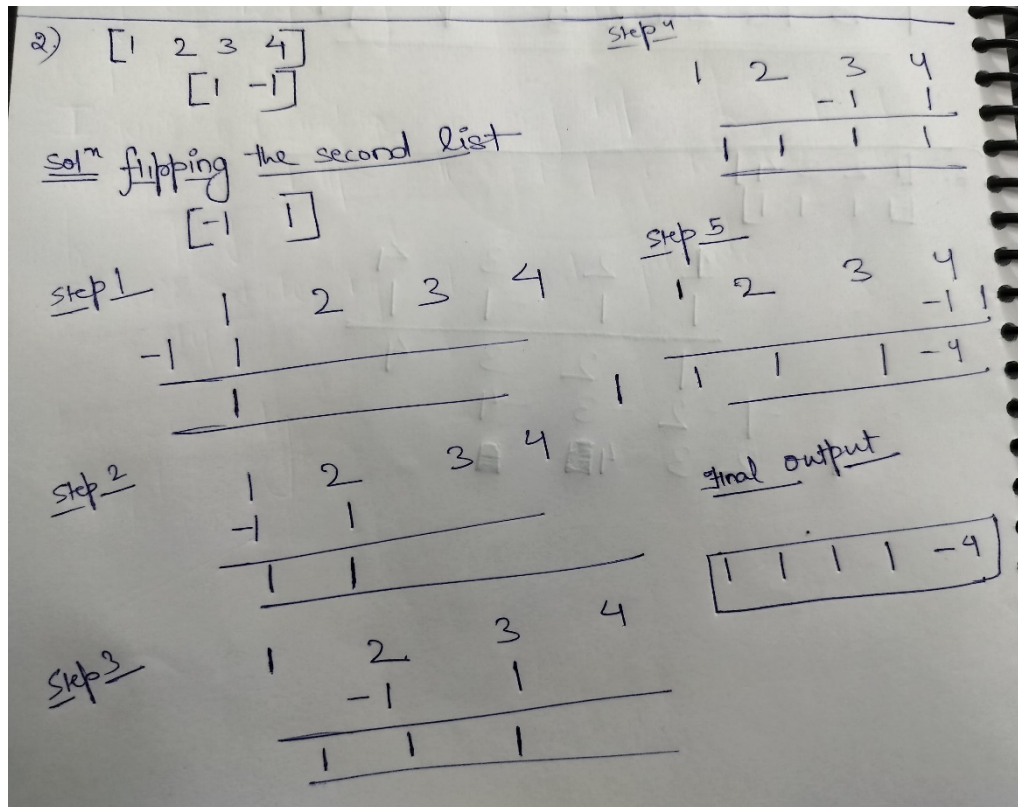 2) [1 2 3 4]
[1 -1]
Solⁿ flipping the second list
[-1 1]
Step 1
1 2 3 4
-1 1
1
Step 2
1 2 3 4
-1 1
1 1
Step 3
1 2 3 4
-1 1
1 1 1
Step 4
1 2 3 4
-1 1
1 1 1 1
Step 5
1 2 3 4
-1 1
1 1 1 1 -4
Final output
1 1 1 1 -4